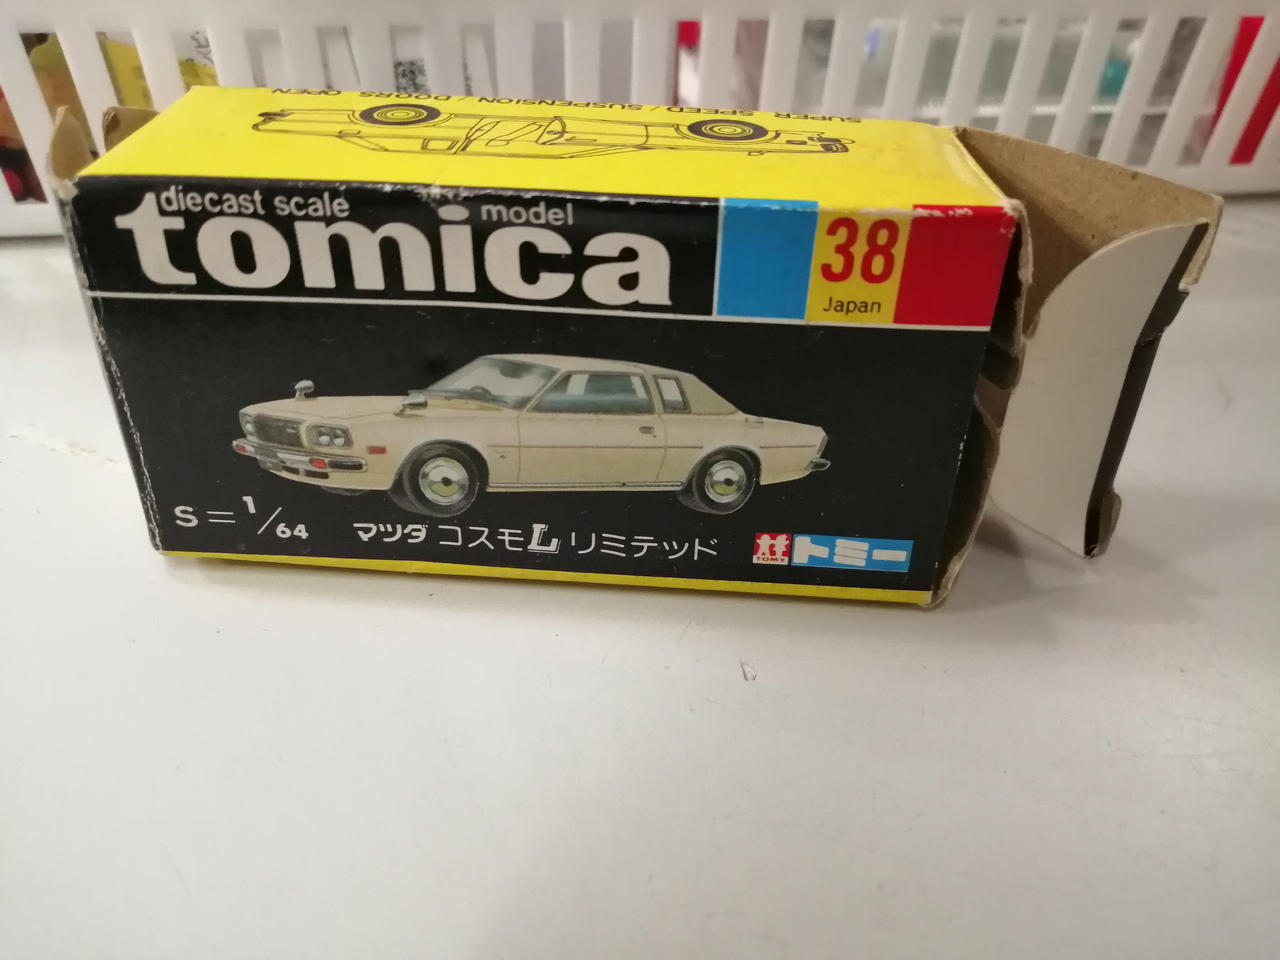 SUPER SPEED / SUSPENSION / DOORS OPEN
diecast scale model
tomica
38
Japan
S=1/64
マツダ コスモL リミテッド
TOMY
トミー